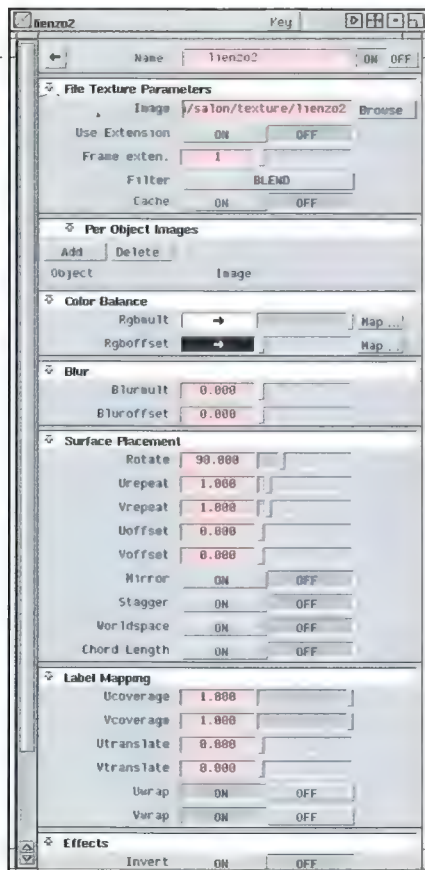 lienzo2 Key
Name lienzo2 ON OFF
File Texture Parameters
Image /salon/texture/lienzo2 Browse
Use Extension ON OFF
Frame exten. 1
Filter BLEND
Cache ON OFF
Per Object Images
Add Delete
Object Image
Color Balance
Rgbmult Map ...
Rgboffset Map ...
Blur
Blurmult 0.000
Bluroffset 0.000
Surface Placement
Rotate 90.000
Urepeat 1.000
Vrepeat 1.000
Uoffset 0.000
Voffset 0.000
Mirror ON OFF
Stagger ON OFF
Worldspace ON OFF
Chord Length ON OFF
Label Mapping
Ucoverage 1.000
Vcoverage 1.000
Utranslate 0.000
Vtranslate 0.000
Uwrap ON OFF
Vwrap ON OFF
Effects
Invert ON OFF